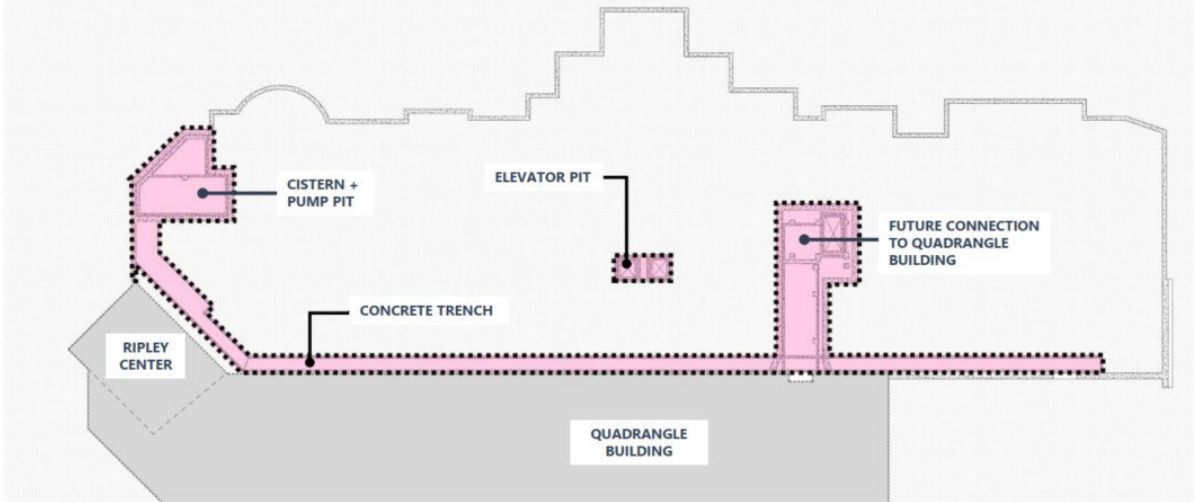 CISTERN +
PUMP PIT
ELEVATOR PIT
FUTURE CONNECTION
TO QUADRANGLE
BUILDING
CONCRETE TRENCH
RIPLEY
CENTER
QUADRANGLE
BUILDING